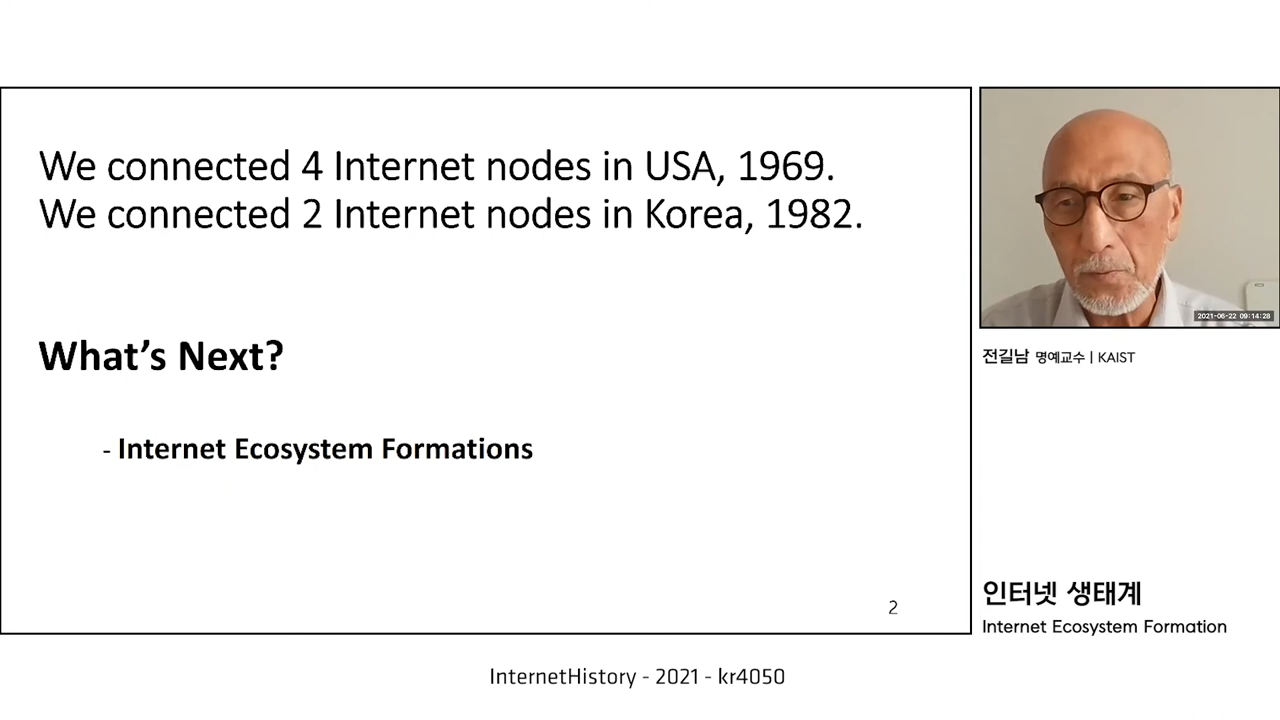 We connected 4 Internet nodes in USA, 1969.
We connected 2 Internet nodes in Korea, 1982.
What's Next?
- Internet Ecosystem Formations
2
2021-06-22 09:14:28
전길남 명예교수 | KAIST
인터넷 생태계
Internet Ecosystem Formation
InternetHistory - 2021 - kr4050